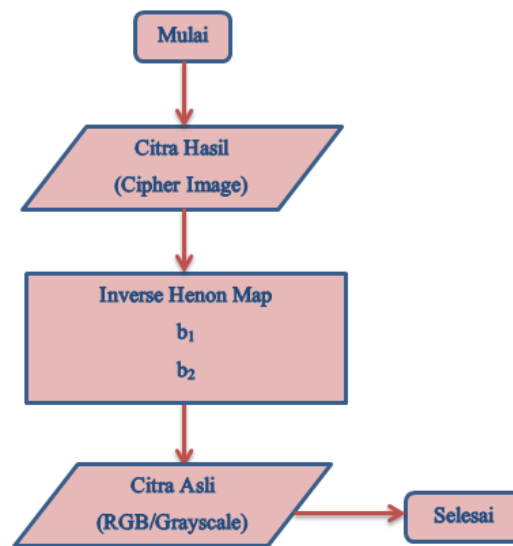 Mulai
Citra Hasil
(Cipher Image)
Inverse Henon Map
b₁
b₂
Citra Asli
(RGB/Grayscale)
Selesai